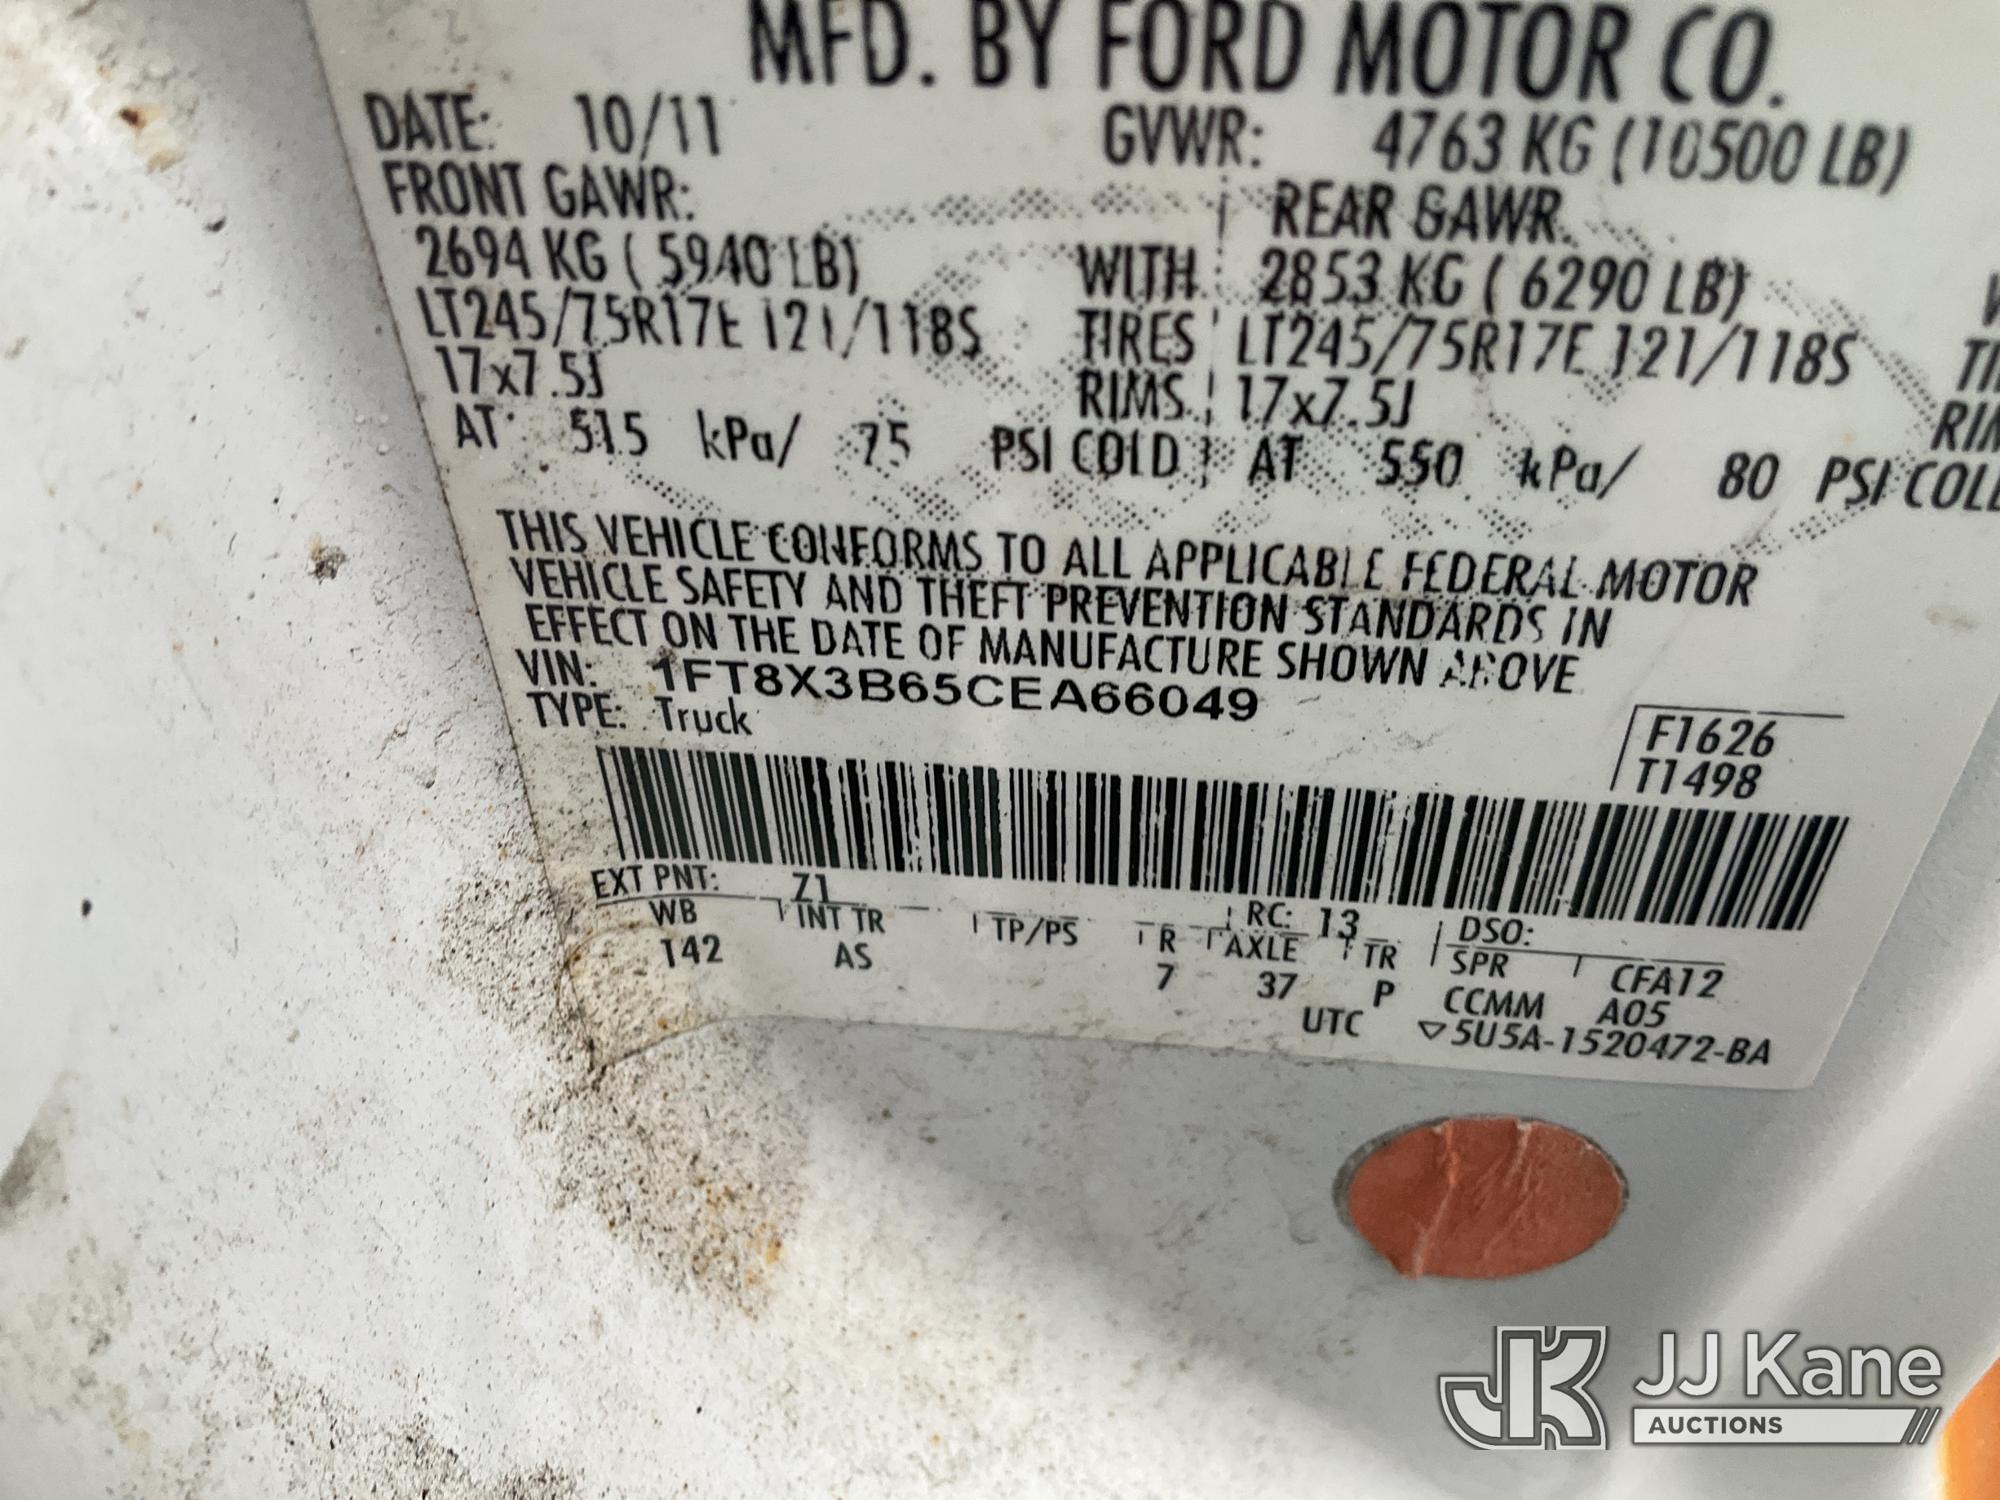 MFD. BY FORD MOTOR CO.
DATE: 10/11 GVWR: 4763 KG (10500 LB)
FRONT GAWR: REAR GAWR:
2694 KG ( 5940 LB) WITH 2853 KG ( 6290 LB)
LT245/75R17E 121/118S TIRES LT245/75R17E 121/118S
17x7.5J RIMS 17x7.5J
AT 515 kPa/ 75 PSI COLD AT 550 kPa/ 80 PSI COLD
THIS VEHICLE CONFORMS TO ALL APPLICABLE FEDERAL MOTOR
VEHICLE SAFETY AND THEFT PREVENTION STANDARDS IN
EFFECT ON THE DATE OF MANUFACTURE SHOWN ABOVE
VIN: 1FT8X3B65CEA66049
TYPE: Truck
F1626
T1498
EXT PNT: Z1 RC: 13 DSO:
WB INT TR TP/PS R AXLE TR SPR CFA12
142 AS 7 37 P CCMM A05
UTC ▽5U5A-1520472-BA
JJ Kane
AUCTIONS